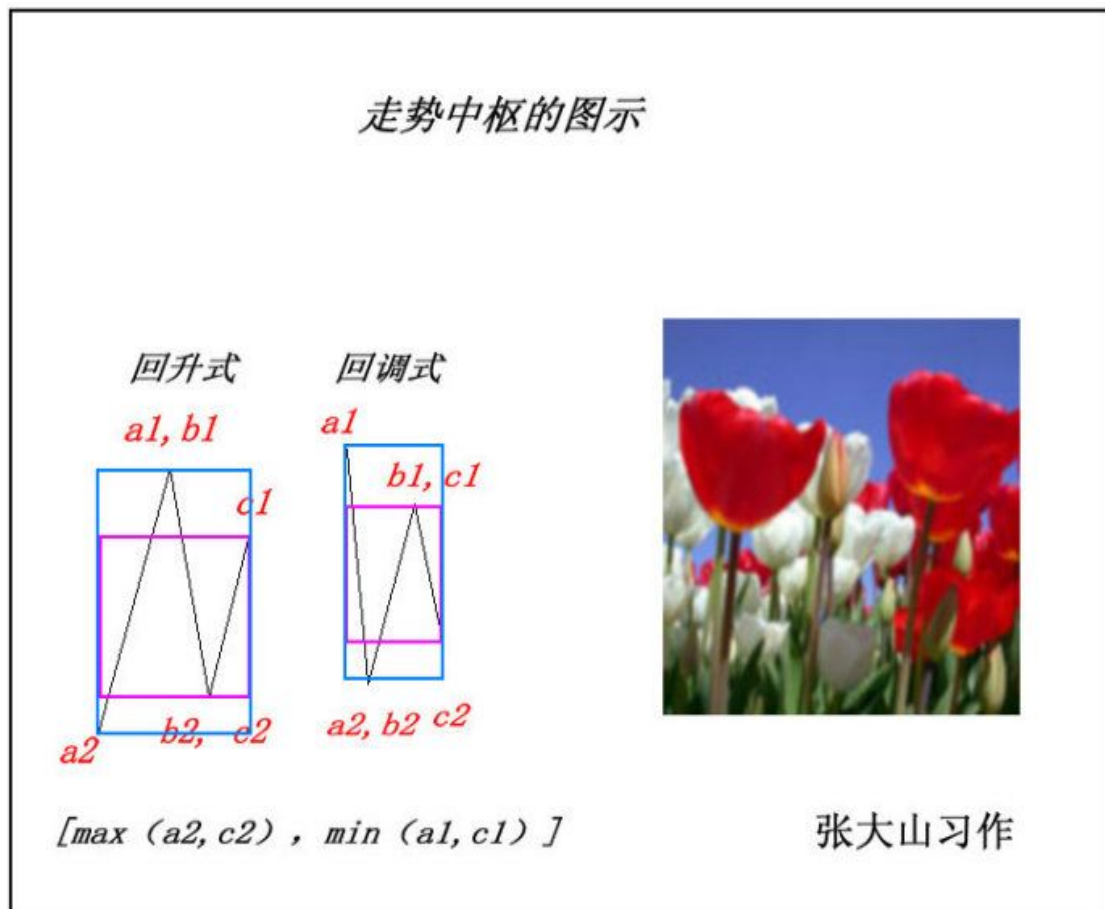 走势中枢的图示
回升式
回调式
a1, b1
a1
b1, c1
c1
a2
b2, c2
a2, b2
c2
[max（a2, c2），min（a1, c1）]
张大山习作